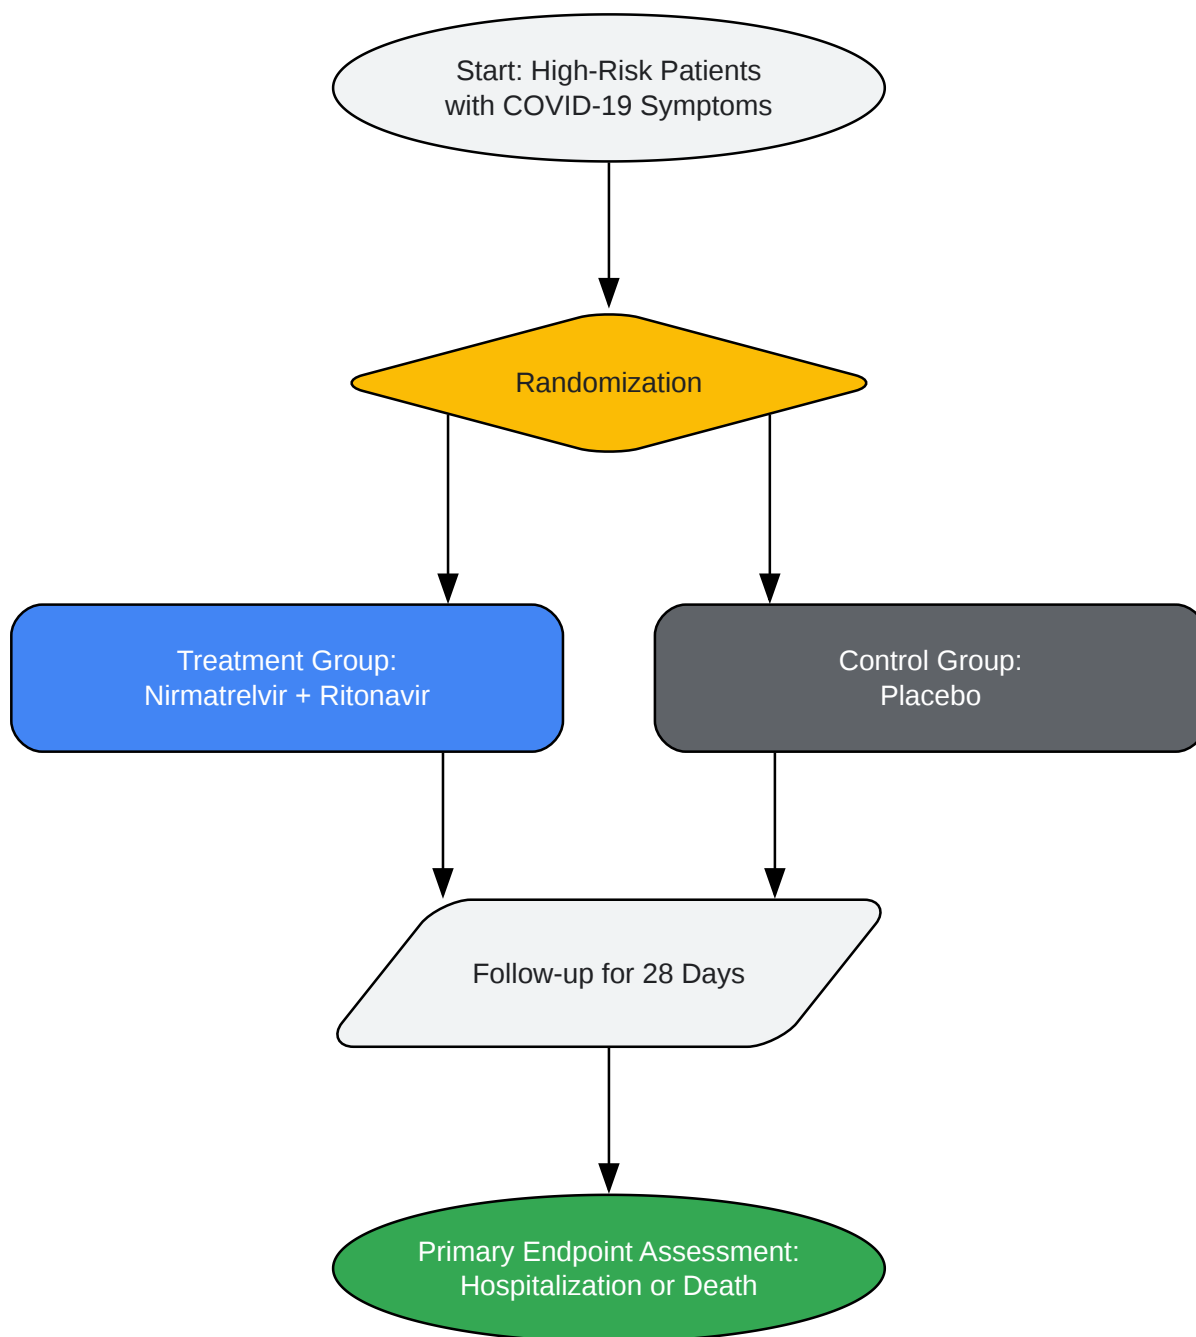 Start: High-Risk Patients
with COVID-19 Symptoms
Randomization
Treatment Group:
Nirmatrelvir + Ritonavir
Control Group:
Placebo
Follow-up for 28 Days
Primary Endpoint Assessment:
Hospitalization or Death